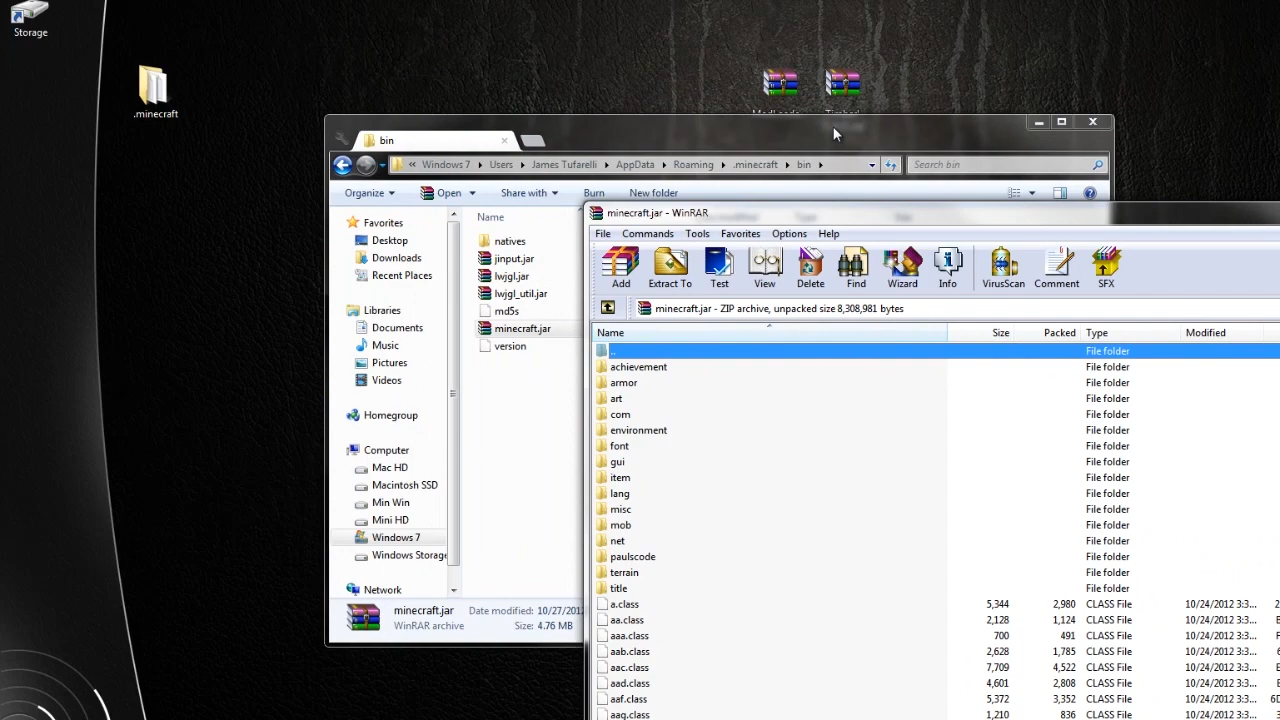 Storage
.minecraft
bin
« Windows 7 Users James Tufarelli AppData Roaming .minecraft bin
Search bin
Organize Open Share with Burn New folder
Favorites
Desktop
Downloads
Recent Places
Libraries
Documents
Music
Pictures
Videos
Homegroup
Computer
Mac HD
Macintosh SSD
Min Win
Mini HD
Windows 7
Windows Storage
Network
Name
natives
jinput.jar
lwjgl.jar
lwjgl_util.jar
md5s
minecraft.jar
version
minecraft.jar Date modified: 10/27/2012
WinRAR archive Size: 4.76 MB
minecraft.jar - WinRAR
File Commands Tools Favorites Options Help
Add Extract To Test View Delete Find Wizard Info VirusScan Comment SFX
minecraft.jar - ZIP archive, unpacked size 8,308,981 bytes
Name Size Packed Type Modified
.. File folder
achievement File folder
armor File folder
art File folder
com File folder
environment File folder
font File folder
gui File folder
item File folder
lang File folder
misc File folder
mob File folder
net File folder
paulscode File folder
terrain File folder
title File folder
a.class 5,344 2,980 CLASS File 10/24/2012 3:3...
aa.class 2,128 1,124 CLASS File 10/24/2012 3:3...
aaa.class 700 491 CLASS File 10/24/2012 3:3...
aab.class 2,628 1,785 CLASS File 10/24/2012 3:3...
aac.class 7,709 4,522 CLASS File 10/24/2012 3:3...
aad.class 4,601 2,808 CLASS File 10/24/2012 3:3...
aaf.class 5,372 3,352 CLASS File 10/24/2012 3:3...
aag.class 1,210 836 CLASS File 10/24/2012 3:3...